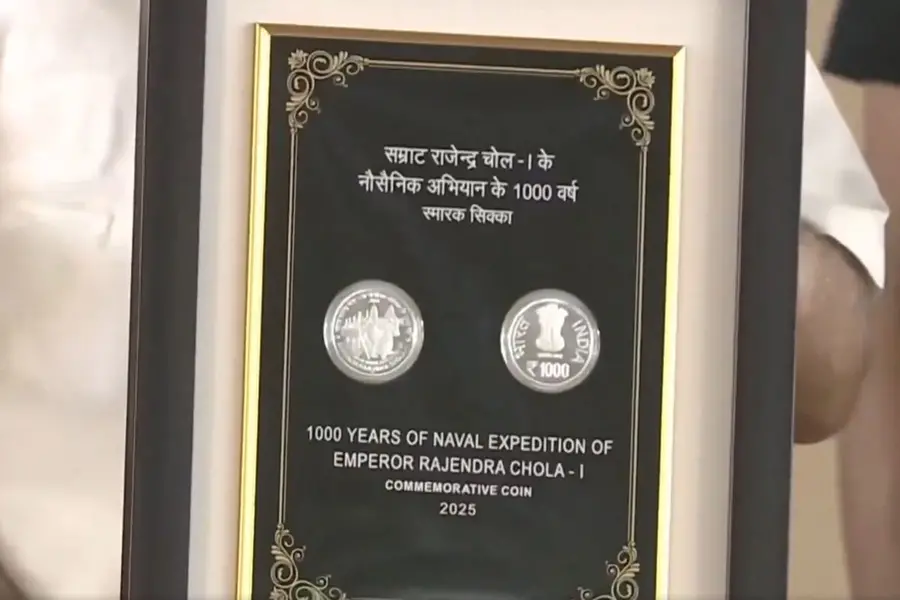 सम्राट राजेन्द्र चोल - I के
नौसैनिक अभियान के 1000 वर्ष
स्मारक सिक्का
भारत
INDIA
₹ 1000
1000 YEARS OF NAVAL EXPEDITION OF
EMPEROR RAJENDRA CHOLA - I
COMMEMORATIVE COIN
2025